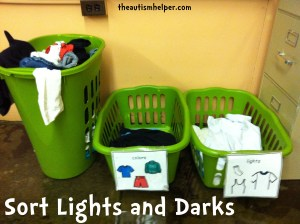 theautismhelper.com
colors
lights
Sort Lights and Darks